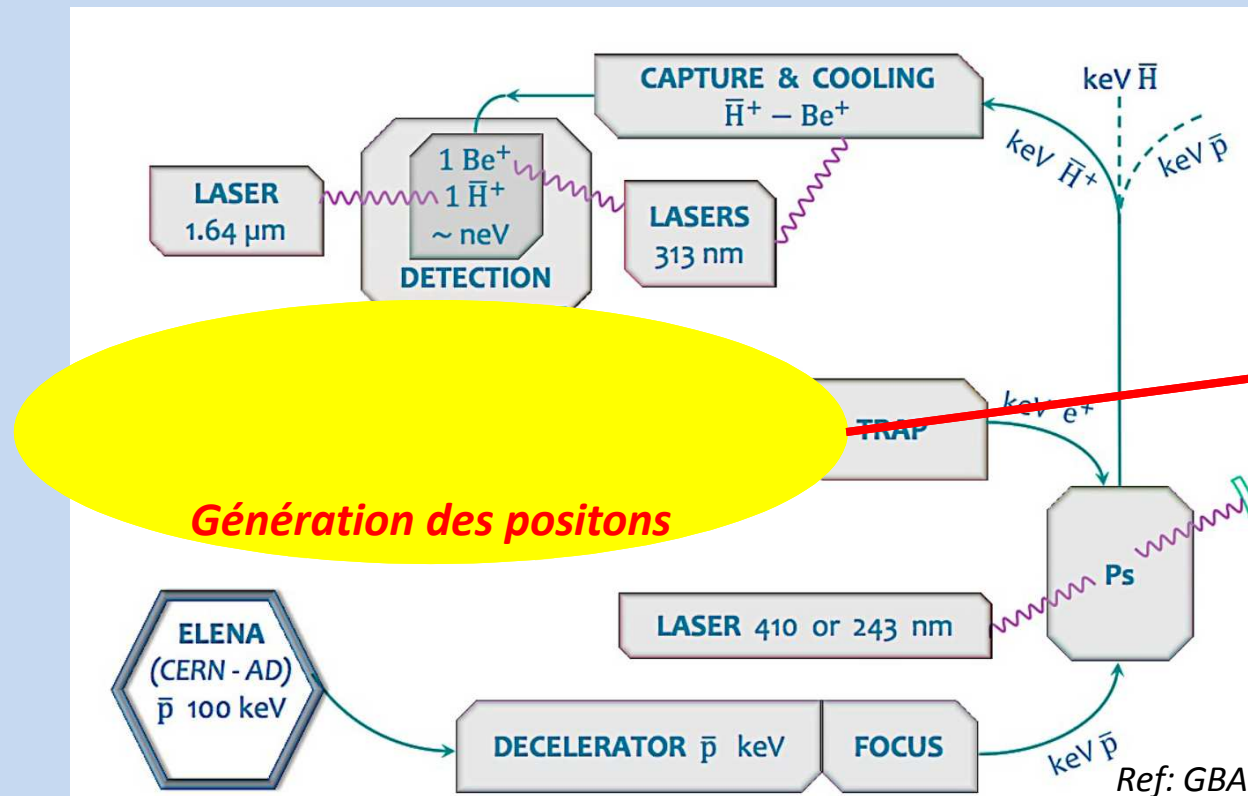 CAPTURE & COOLING
H̅⁺ – Be⁺
keV H̅
keV H̅⁺
keV p̅
1 Be⁺
1 H̅⁺
~ neV
DETECTION
LASER
1.64 µm
LASERS
313 nm
TRAP
keV e⁺
Génération des positons
Ps
LASER 410 or 243 nm
ELENA
(CERN - AD)
p̅ 100 keV
DECELERATOR p̅ keV
FOCUS
keV p̅
Ref: GBA